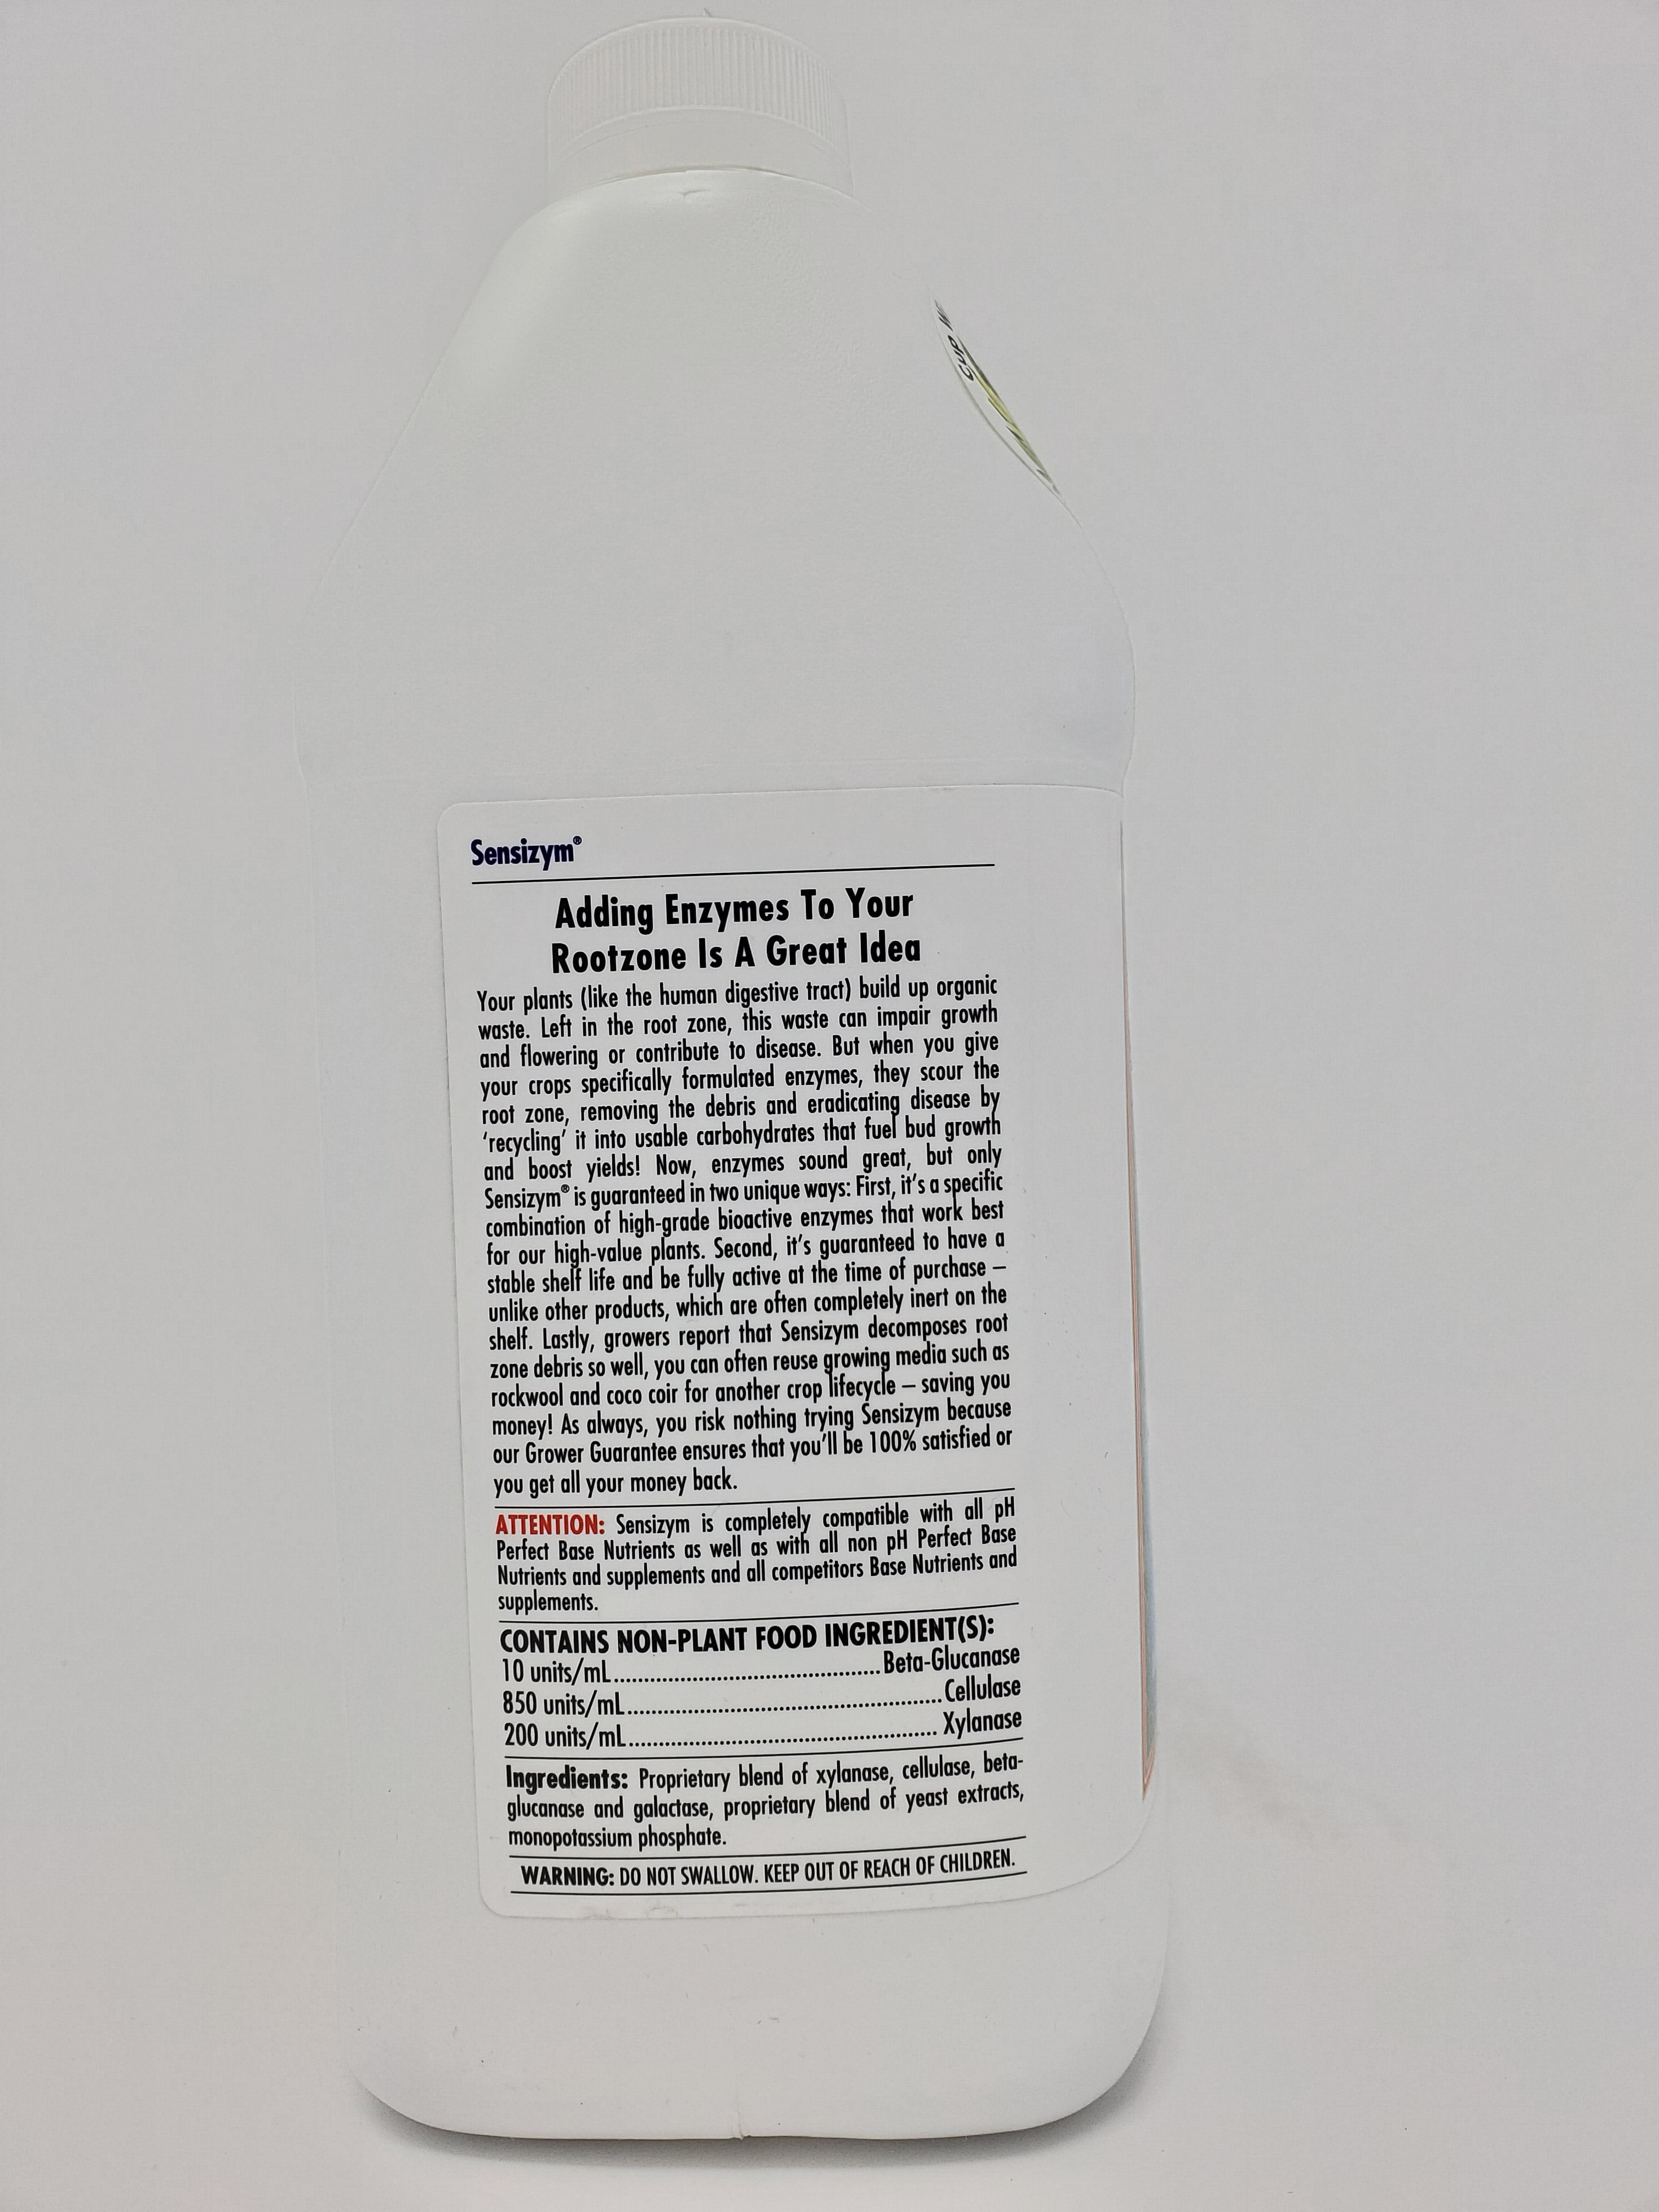 Cup W
Sensizym®
Adding Enzymes To Your
Rootzone Is A Great Idea
Your plants (like the human digestive tract) build up organic
waste. Left in the root zone, this waste can impair growth
and flowering or contribute to disease. But when you give
your crops specifically formulated enzymes, they scour the
root zone, removing the debris and eradicating disease by
‘recycling’ it into usable carbohydrates that fuel bud growth
and boost yields! Now, enzymes sound great, but only
Sensizym® is guaranteed in two unique ways: First, it’s a specific
combination of high-grade bioactive enzymes that work best
for our high-value plants. Second, it’s guaranteed to have a
stable shelf life and be fully active at the time of purchase –
unlike other products, which are often completely inert on the
shelf. Lastly, growers report that Sensizym decomposes root
zone debris so well, you can often reuse growing media such as
rockwool and coco coir for another crop lifecycle – saving you
money! As always, you risk nothing trying Sensizym because
our Grower Guarantee ensures that you’ll be 100% satisfied or
you get all your money back.
ATTENTION: Sensizym is completely compatible with all pH
Perfect Base Nutrients as well as with all non pH Perfect Base
Nutrients and supplements and all competitors Base Nutrients and
supplements.
CONTAINS NON-PLANT FOOD INGREDIENT(S):
10 units/mL..........................................Beta-Glucanase
850 units/mL..................................................Cellulase
200 units/mL................................................. Xylanase
Ingredients: Proprietary blend of xylanase, cellulase, beta-
glucanase and galactase, proprietary blend of yeast extracts,
monopotassium phosphate.
WARNING: DO NOT SWALLOW. KEEP OUT OF REACH OF CHILDREN.